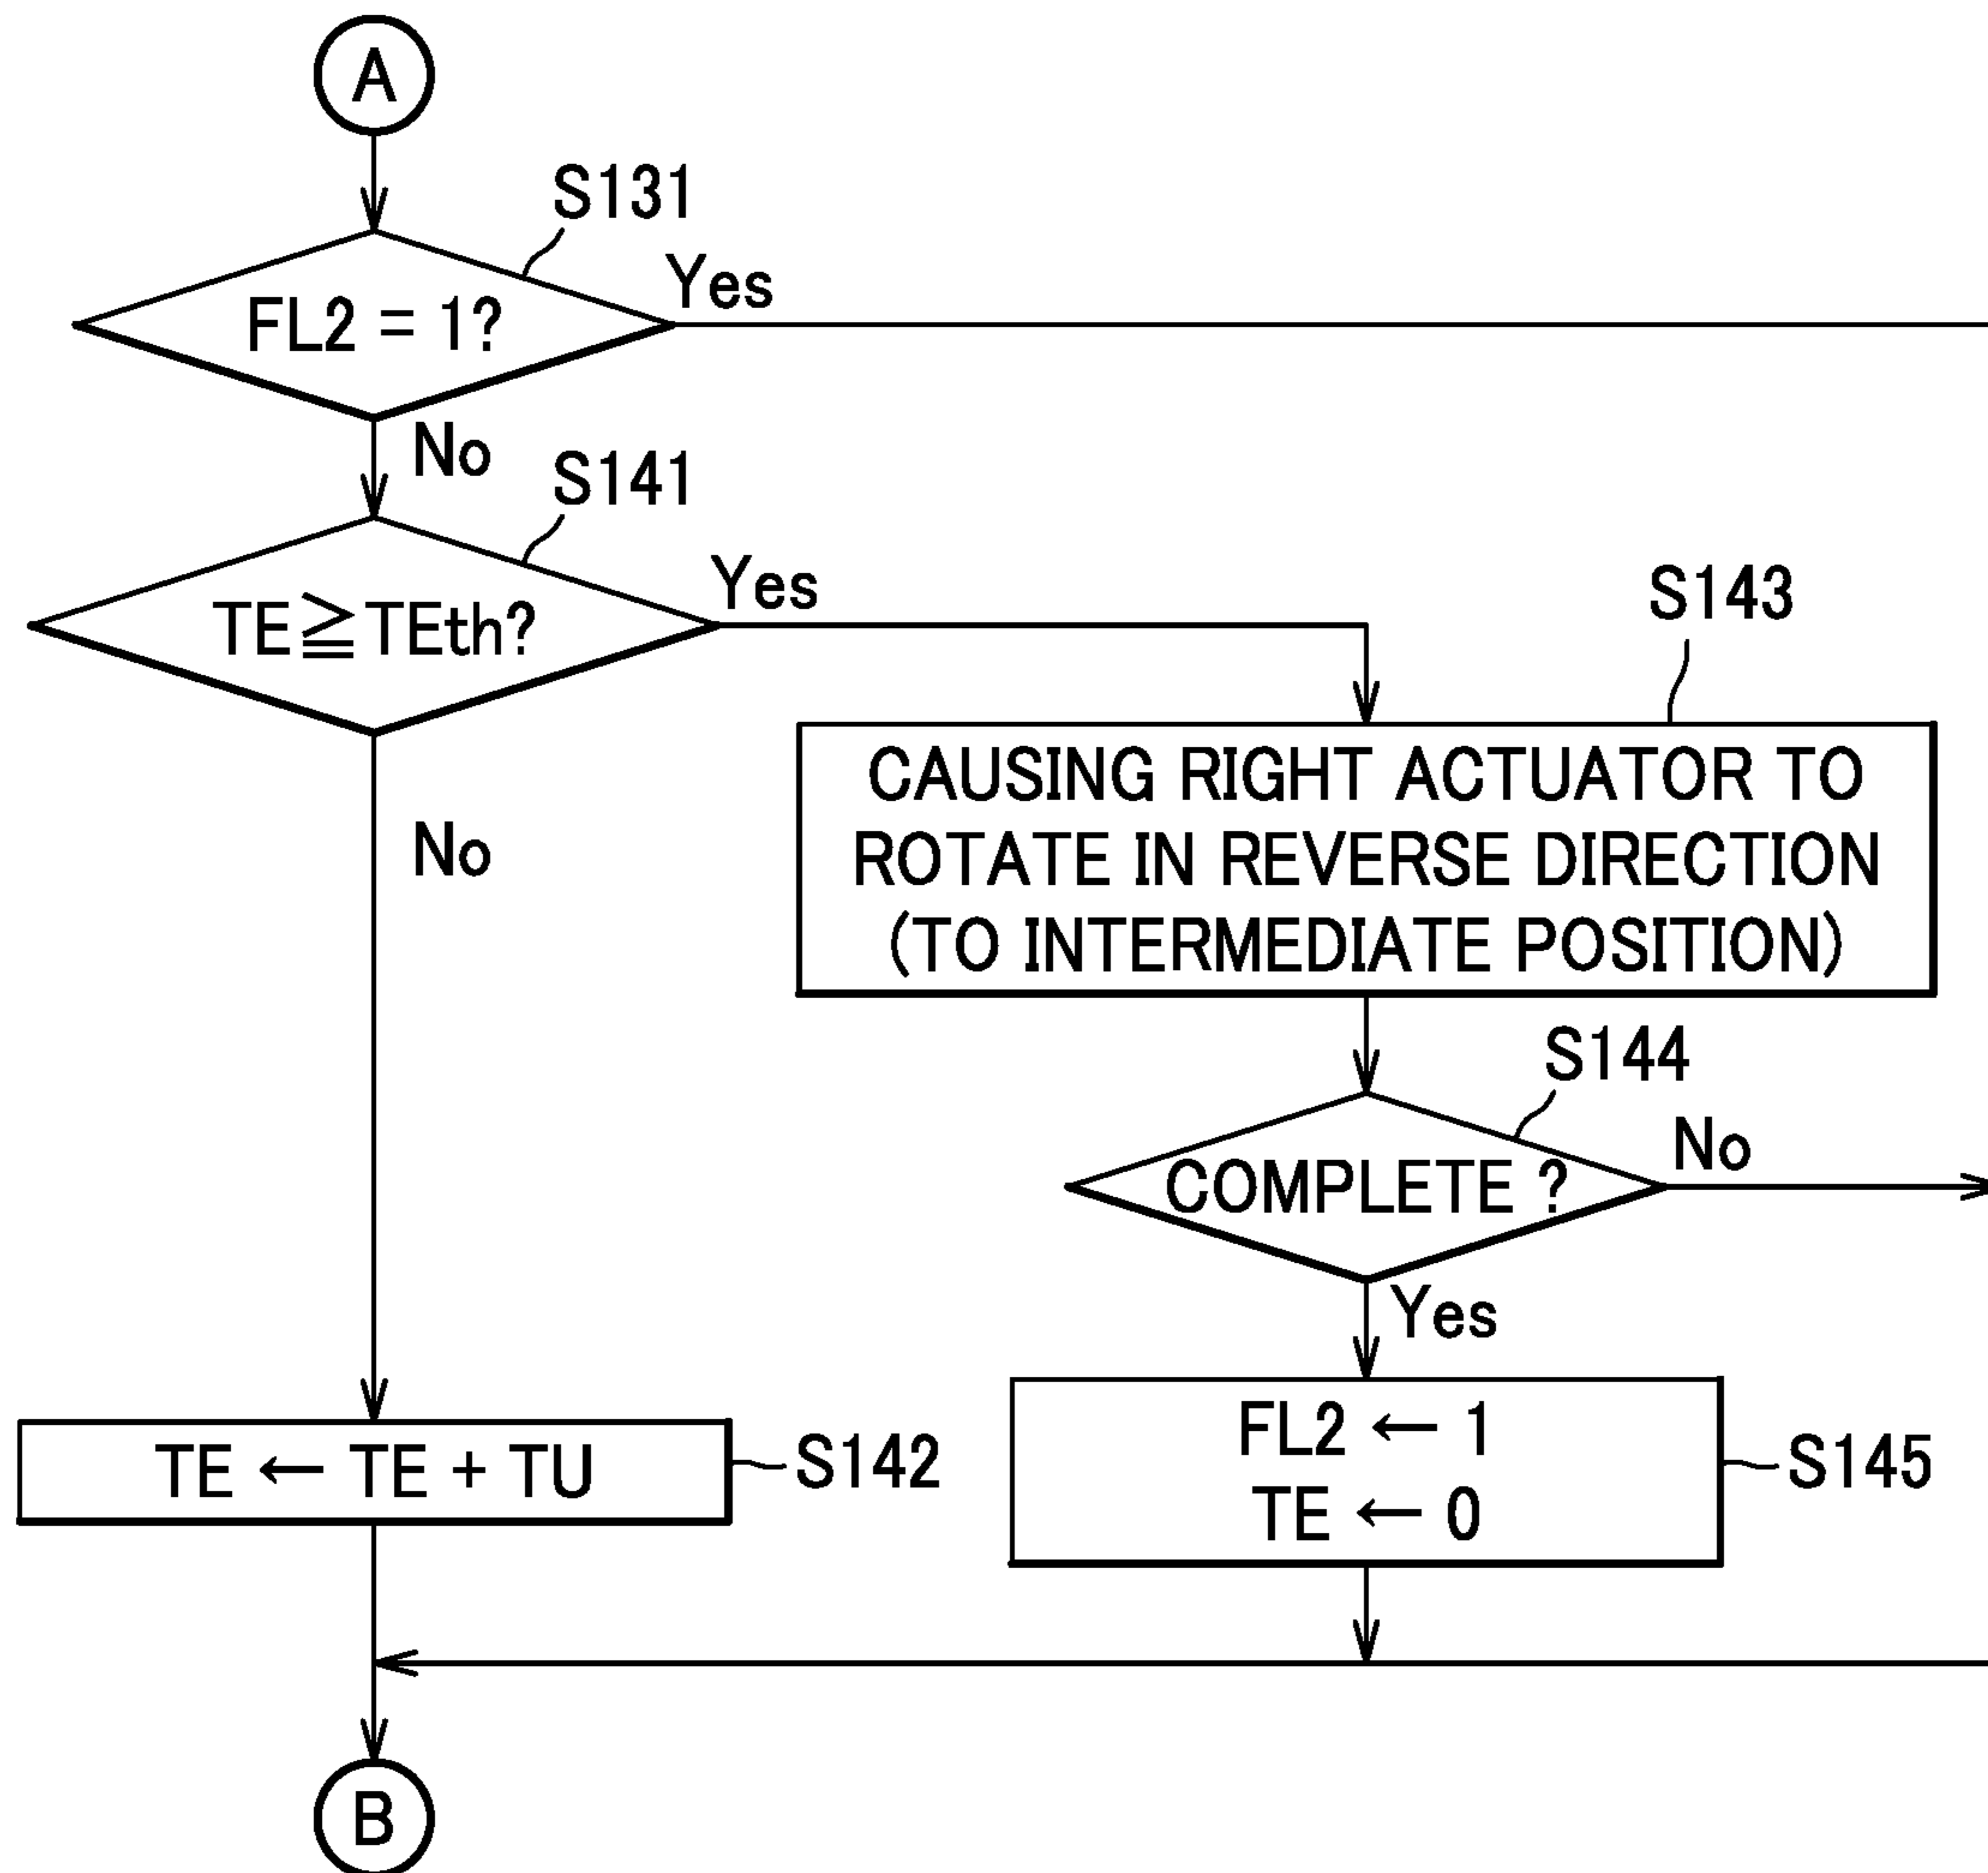 A
S131
FL2 = 1?
Yes
No
S141
TE≧TEth?
Yes
S143
CAUSING RIGHT ACTUATOR TO
ROTATE IN REVERSE DIRECTION
(TO INTERMEDIATE POSITION)
No
S144
COMPLETE ?
No
Yes
TE ← TE + TU
S142
FL2 ← 1
TE ← 0
S145
B